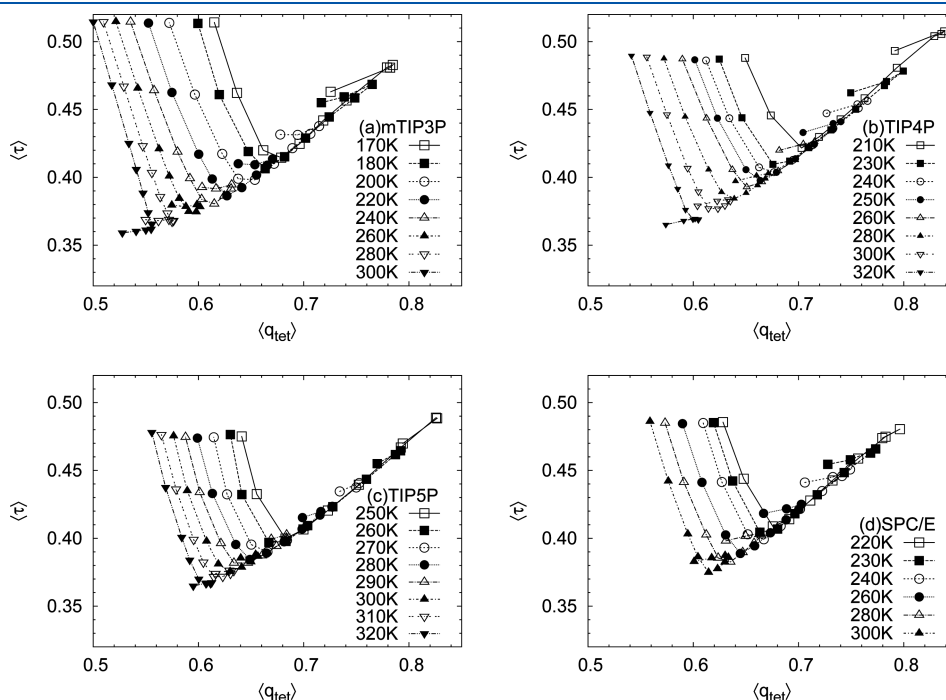 0.50
0.45
⟨τ⟩
0.40
0.35
(a)mTIP3P
170K
180K
200K
220K
240K
260K
280K
300K
0.5 0.6 0.7 0.8
⟨q_tet⟩
0.50
0.45
⟨τ⟩
0.40
0.35
(b)TIP4P
210K
230K
240K
250K
260K
280K
300K
320K
0.5 0.6 0.7 0.8
⟨q_tet⟩
0.50
0.45
⟨τ⟩
0.40
0.35
(c)TIP5P
250K
260K
270K
280K
290K
300K
310K
320K
0.5 0.6 0.7 0.8
⟨q_tet⟩
0.50
0.45
⟨τ⟩
0.40
0.35
(d)SPC/E
220K
230K
240K
260K
280K
300K
0.5 0.6 0.7 0.8
⟨q_tet⟩